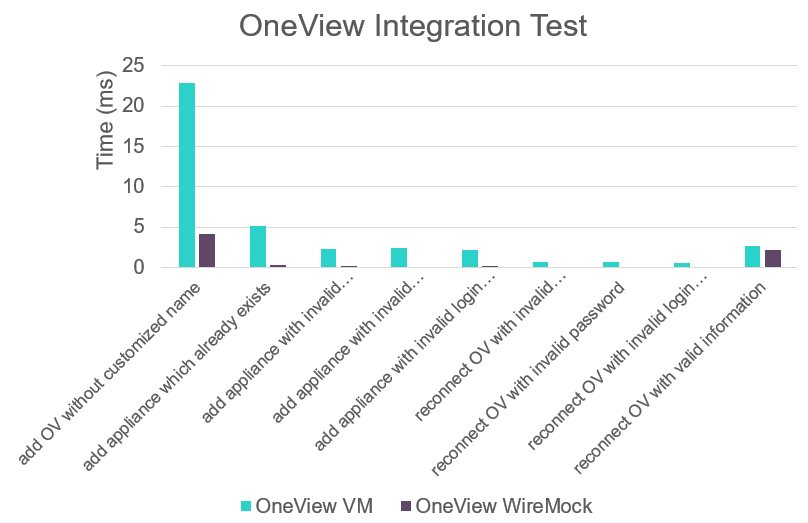 OneView Integration Test
Time (ms)
25
20
15
10
5
0
add OV without customized name
add appliance which already exists
add appliance with invalid…
add appliance with invalid…
add appliance with invalid login…
reconnect OV with invalid…
reconnect OV with invalid password
reconnect OV with invalid login…
reconnect OV with valid information
OneView VM
OneView WireMock